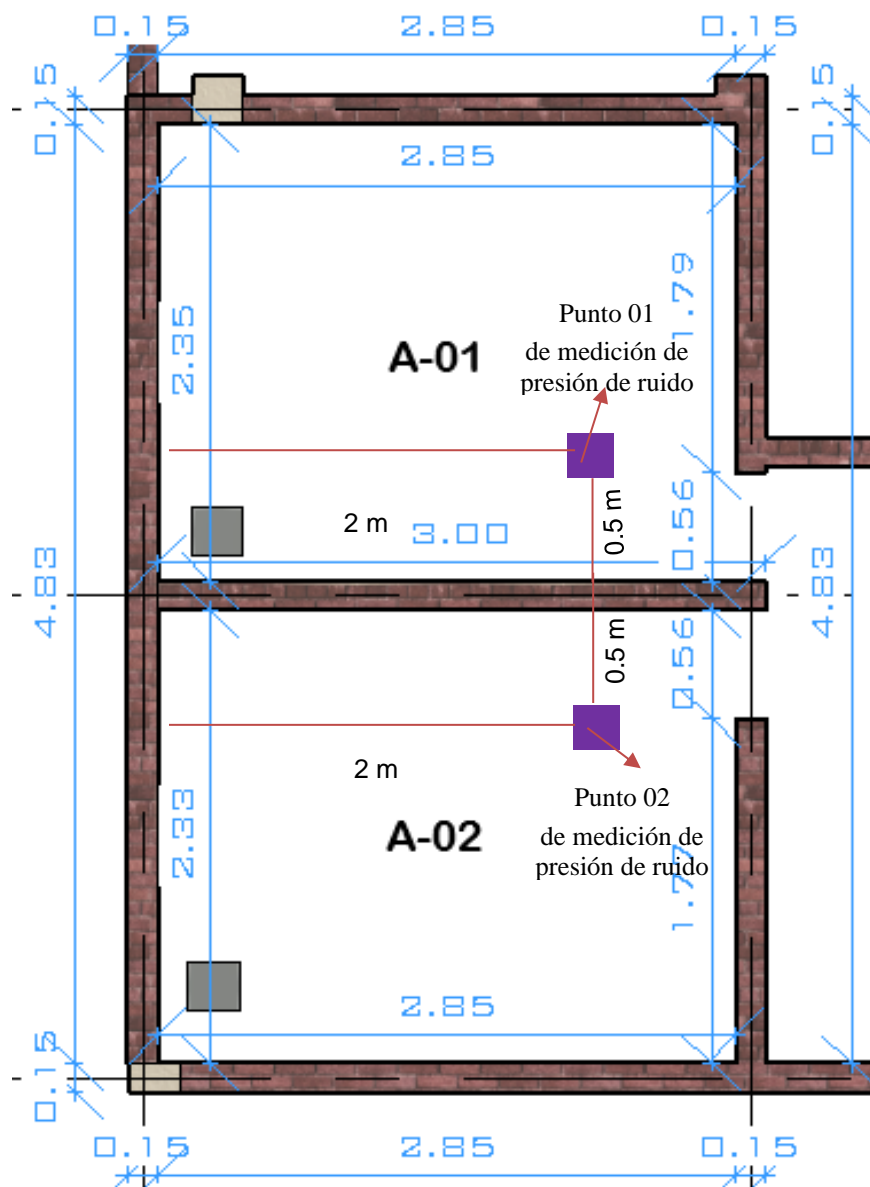 0.15 2.85 0.15
0.15
0.15
2.85
1.79
2.35
Punto 01
de medición de
presión de ruido
A-01
2 m
3.00
0.5 m
0.56
4.83
4.83
0.5 m
0.56
2 m
Punto 02
de medición de
presión de ruido
A-02
2.33
1.77
2.85
0.15
0.15 2.85 0.15